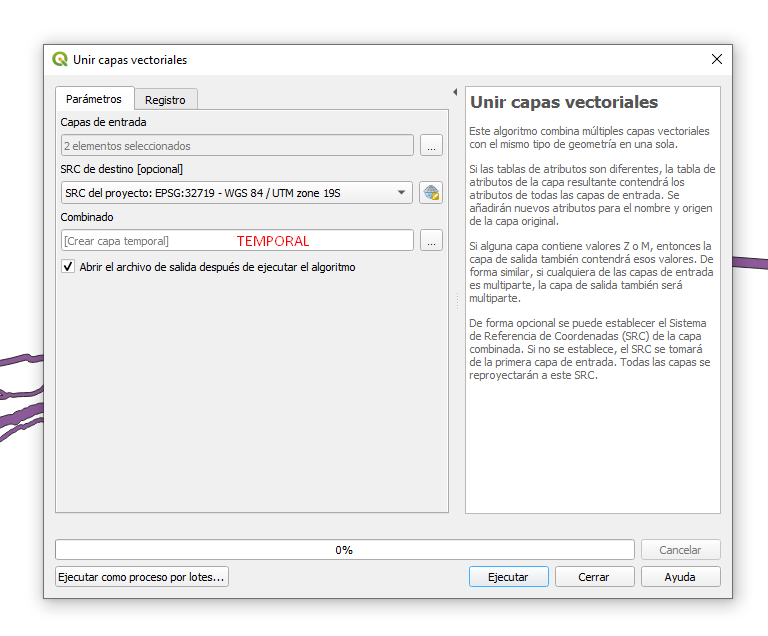 Unir capas vectoriales
Parámetros
Registro
Capas de entrada
2 elementos seleccionados
...
SRC de destino [opcional]
SRC del proyecto: EPSG:32719 - WGS 84 / UTM zone 19S
Combinado
[Crear capa temporal]
TEMPORAL
...
Abrir el archivo de salida después de ejecutar el algoritmo
Unir capas vectoriales
Este algoritmo combina múltiples capas vectoriales
con el mismo tipo de geometría en una sola.
Si las tablas de atributos son diferentes, la tabla de
atributos de la capa resultante contendrá los
atributos de todas las capas de entrada. Se
añadirán nuevos atributos para el nombre y origen
de la capa original.
Si alguna capa contiene valores Z o M, entonces la
capa de salida también contendrá esos valores. De
forma similar, si cualquiera de las capas de entrada
es multiparte, la capa de salida también será
multiparte.
De forma opcional se puede establecer el Sistema
de Referencia de Coordenadas (SRC) de la capa
combinada. Si no se establece, el SRC se tomará
de la primera capa de entrada. Todas las capas se
reproyectarán a este SRC.
0%
Cancelar
Ejecutar como proceso por lotes...
Ejecutar
Cerrar
Ayuda